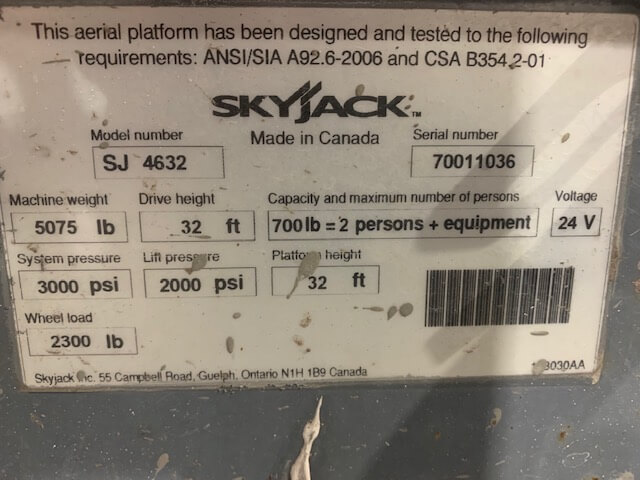 This aerial platform has been designed and tested to the following
requirements: ANSI/SIA A92.6-2006 and CSA B354.2-01
SKYJACK™
Made in Canada
Model number
SJ 4632
Serial number
70011036
Machine weight
5075 lb
Drive height
32 ft
Capacity and maximum number of persons
700 lb = 2 persons + equipment
Voltage
24 V
System pressure
3000 psi
Lift pressure
2000 psi
Platform height
32 ft
Wheel load
2300 lb
Skyjack Inc. 55 Campbell Road, Guelph, Ontario N1H 1B9 Canada